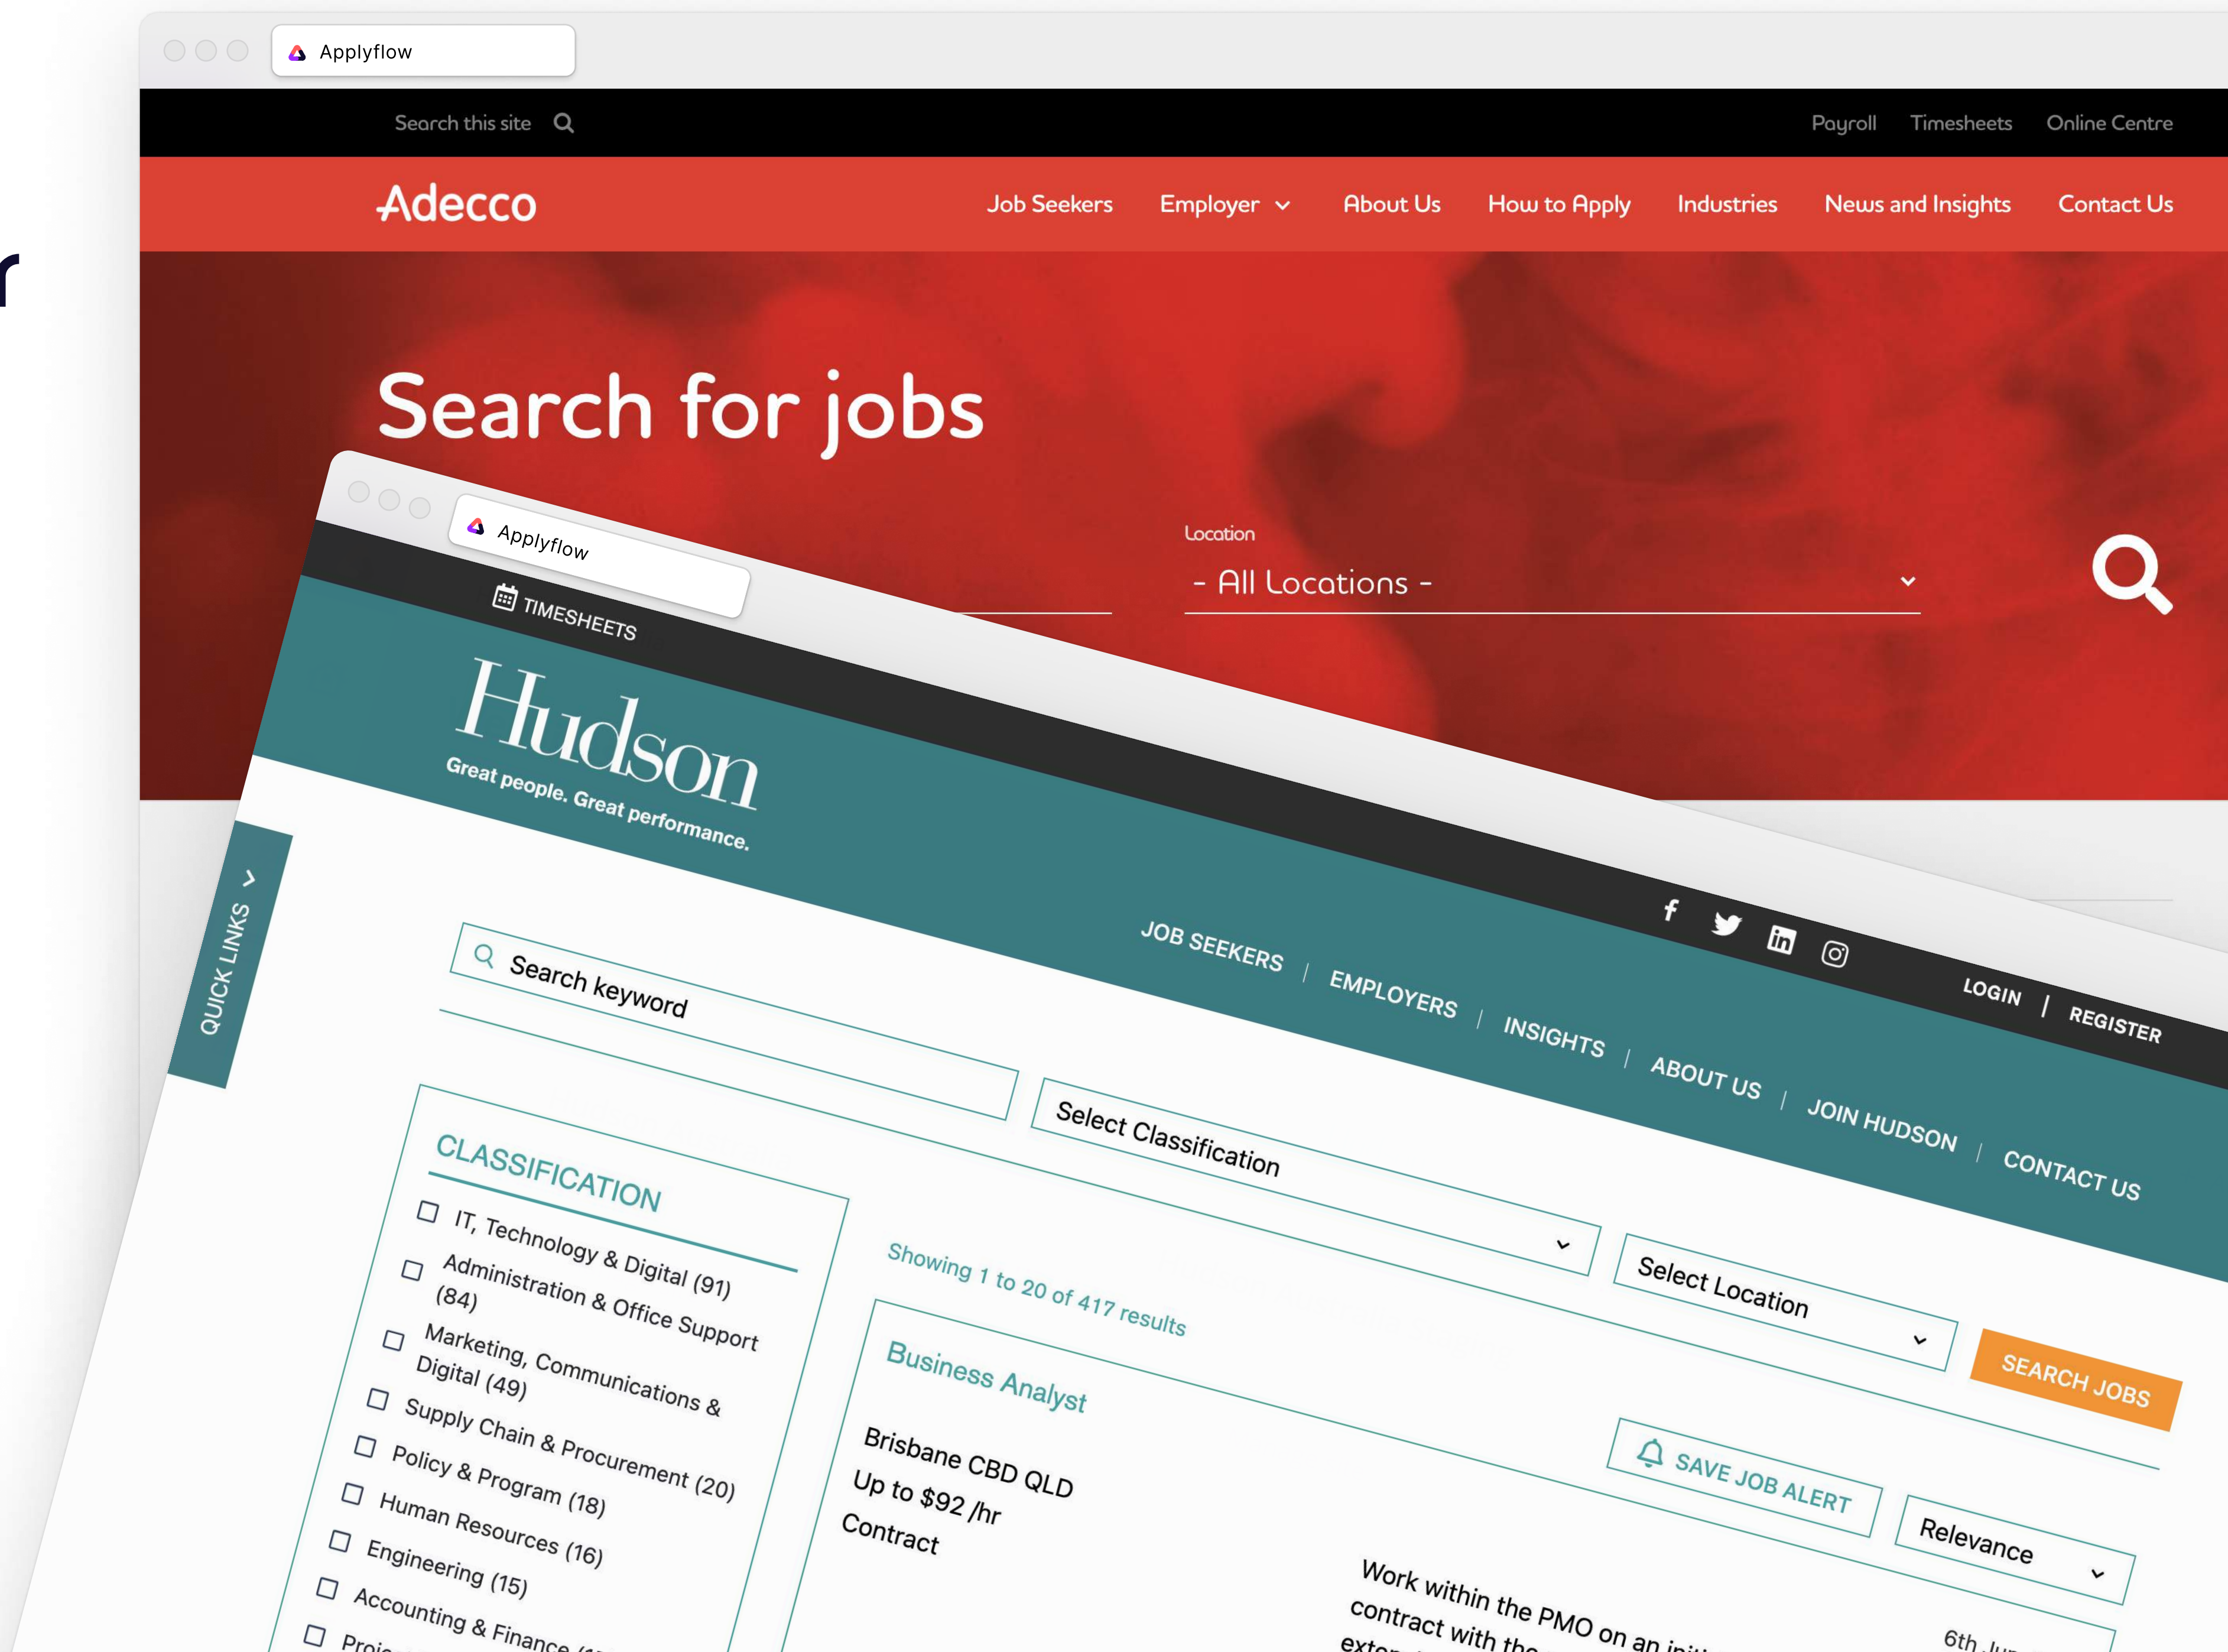 r
Applyflow
Search this site
Payroll Timesheets Online Centre
Adecco
Job Seekers Employer About Us How to Apply Industries News and Insights Contact Us
Search for jobs
Location
- All Locations -
Applyflow
TIMESHEETS
LOGIN | REGISTER
Hudson
Great people. Great performance.
JOB SEEKERS | EMPLOYERS | INSIGHTS | ABOUT US | JOIN HUDSON | CONTACT US
QUICK LINKS
Search keyword
Select Classification
Select Location
SEARCH JOBS
CLASSIFICATION
IT, Technology & Digital (91)
Administration & Office Support
(84)
Marketing, Communications &
Digital (49)
Supply Chain & Procurement (20)
Policy & Program (18)
Human Resources (16)
Engineering (15)
Accounting & Finance
Showing 1 to 20 of 417 results
SAVE JOB ALERT
Relevance
Business Analyst
Brisbane CBD QLD
Up to $92 /hr
Contract
Work within the PMO on an
contract with
6th